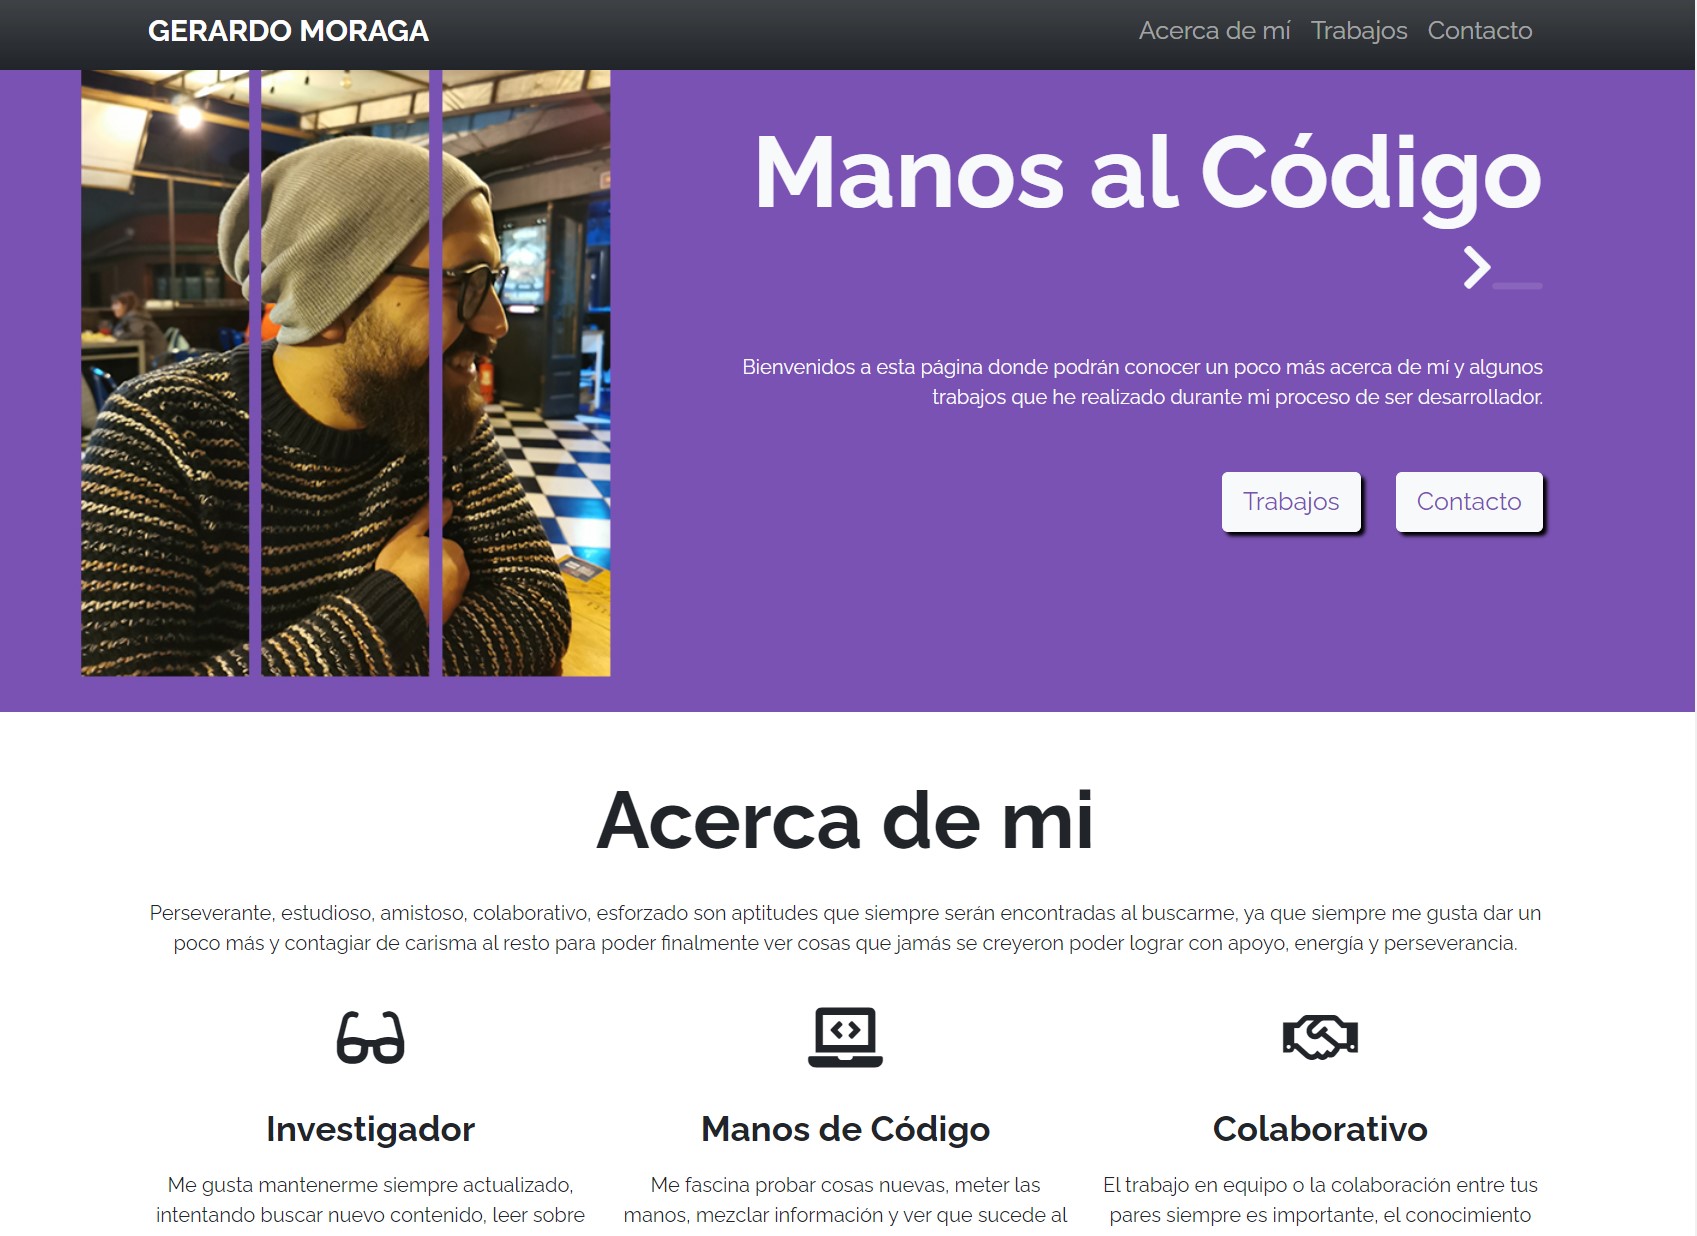 GERARDO MORAGA
Acerca de mí
Trabajos
Contacto
Manos al Código
Bienvenidos a esta página donde podrán conocer un poco más acerca de mí y algunos
trabajos que he realizado durante mi proceso de ser desarrollador.
Trabajos
Contacto
Acerca de mi
Perseverante, estudioso, amistoso, colaborativo, esforzado son aptitudes que siempre serán encontradas al buscarme, ya que siempre me gusta dar un
poco más y contagiar de carisma al resto para poder finalmente ver cosas que jamás se creyeron poder lograr con apoyo, energía y perseverancia.
Investigador
Me gusta mantenerme siempre actualizado,
intentando buscar nuevo contenido, leer sobre
Manos de Código
Me fascina probar cosas nuevas, meter las
manos, mezclar información y ver que sucede al
Colaborativo
El trabajo en equipo o la colaboración entre tus
pares siempre es importante, el conocimiento